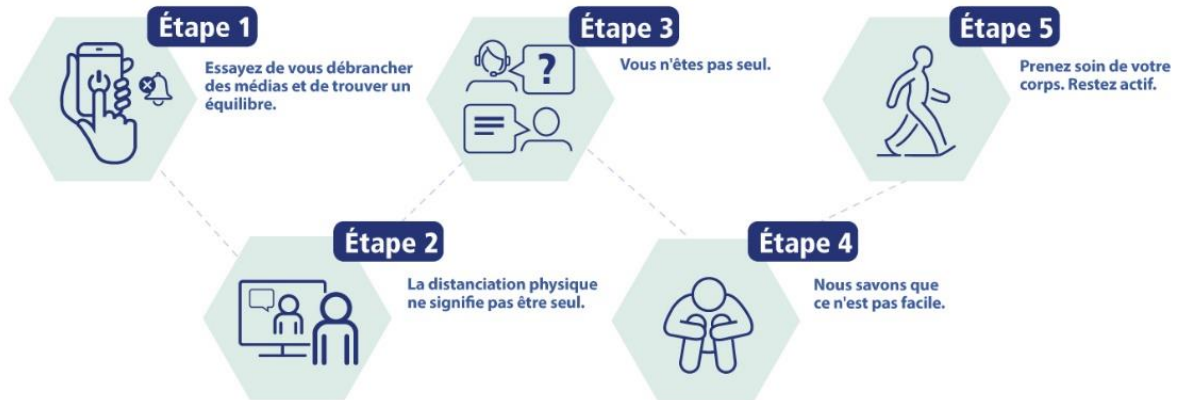 Étape 1
Essayez de vous débrancher
des médias et de trouver un
équilibre.
Étape 2
La distanciation physique
ne signifie pas être seul.
Étape 3
?
Vous n'êtes pas seul.
Étape 4
Nous savons que
ce n'est pas facile.
Étape 5
Prenez soin de votre
corps. Restez actif.